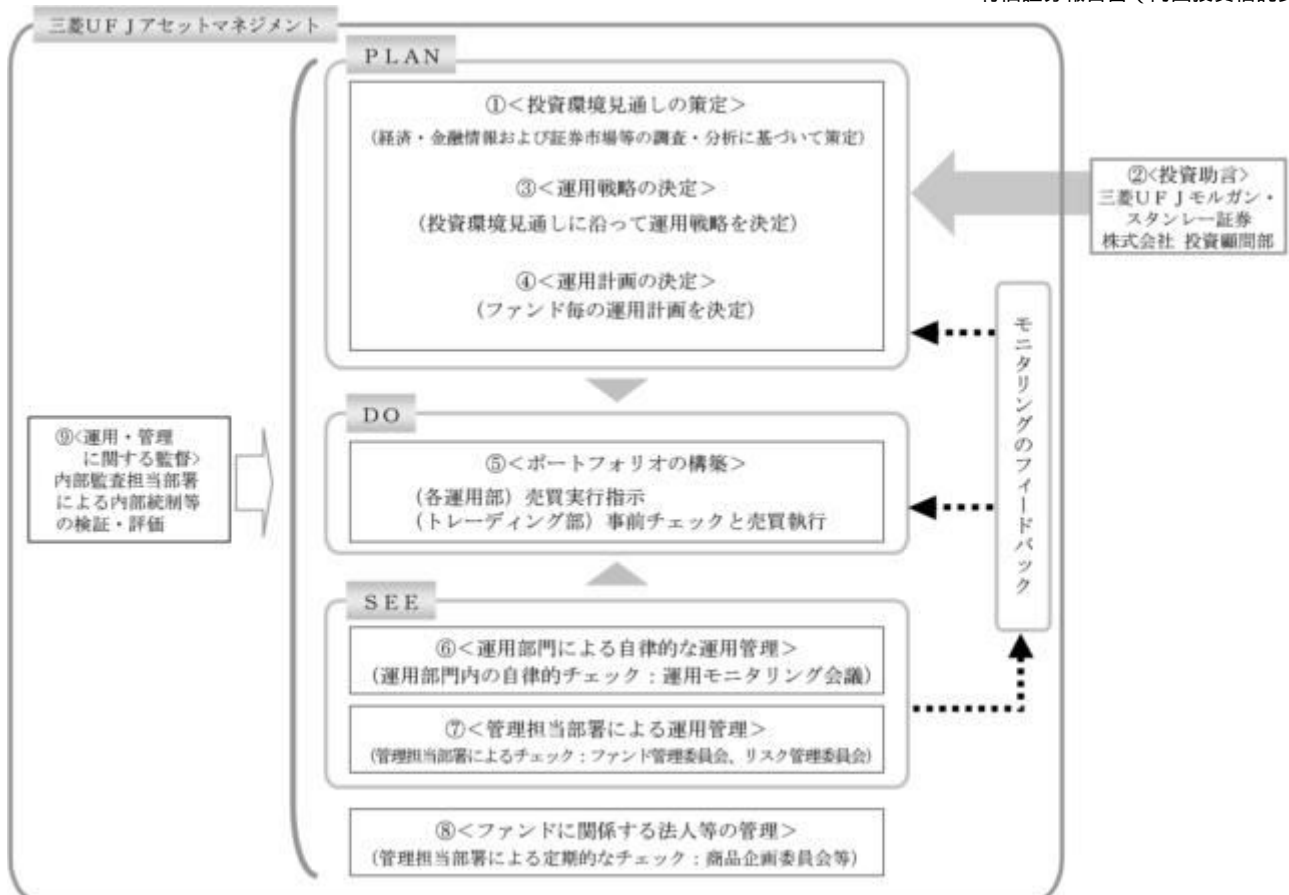 三菱ＵＦＪアセットマネジメント
ＰＬＡＮ
①＜投資環境見通しの策定＞
（経済・金融情報および証券市場等の調査・分析に基づいて策定）
③＜運用戦略の決定＞
（投資環境見通しに沿って運用戦略を決定）
④＜運用計画の決定＞
（ファンド毎の運用計画を決定）
②＜投資助言＞
三菱ＵＦＪモルガン・
スタンレー証券
株式会社 投資顧問部
モニタリングのフィードバック
ＤＯ
⑤＜ポートフォリオの構築＞
（各運用部）売買実行指示
（トレーディング部）事前チェックと売買執行
⑨＜運用・管理
に関する監督＞
内部監査担当部署
による内部統制等
の検証・評価
ＳＥＥ
⑥＜運用部門による自律的な運用管理＞
（運用部門内の自律的チェック：運用モニタリング会議）
⑦＜管理担当部署による運用管理＞
（管理担当部署によるチェック：ファンド管理委員会、リスク管理委員会）
⑧＜ファンドに関係する法人等の管理＞
（管理担当部署による定期的なチェック：商品企画委員会等）